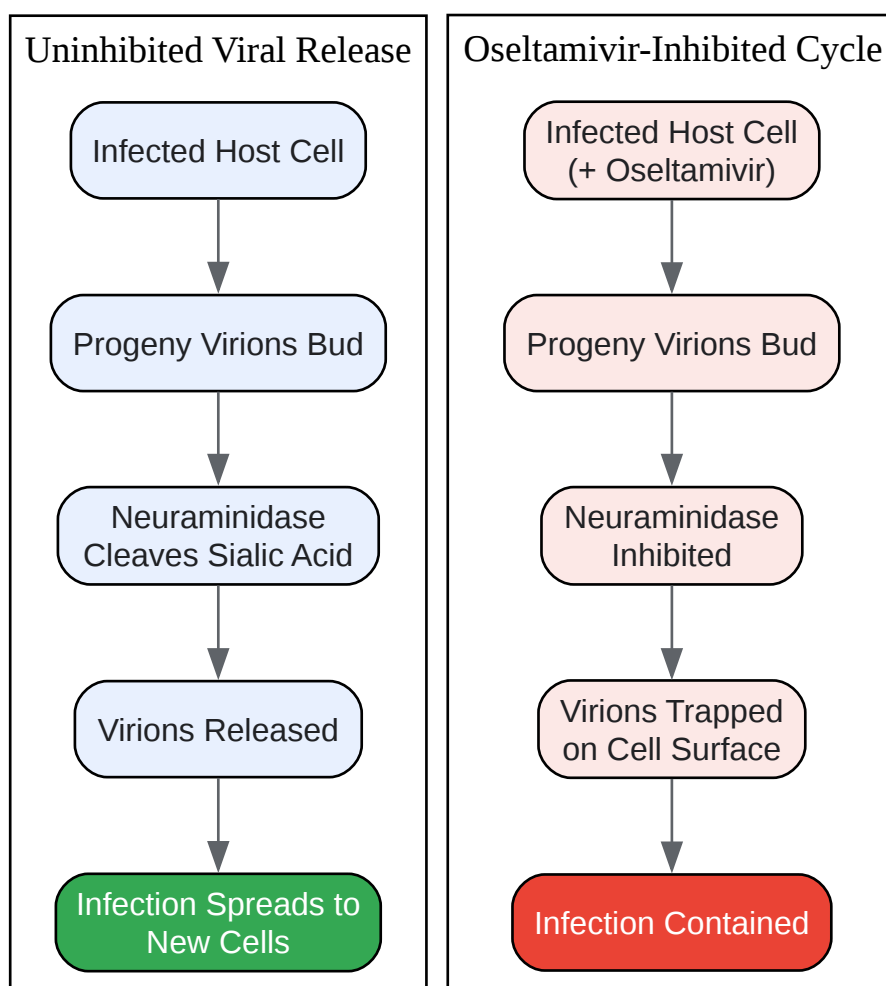 Uninhibited Viral Release
Infected Host Cell
Progeny Virions Bud
Neuraminidase
Cleaves Sialic Acid
Virions Released
Infection Spreads to
New Cells
Oseltamivir-Inhibited Cycle
Infected Host Cell
(+ Oseltamivir)
Progeny Virions Bud
Neuraminidase
Inhibited
Virions Trapped
on Cell Surface
Infection Contained